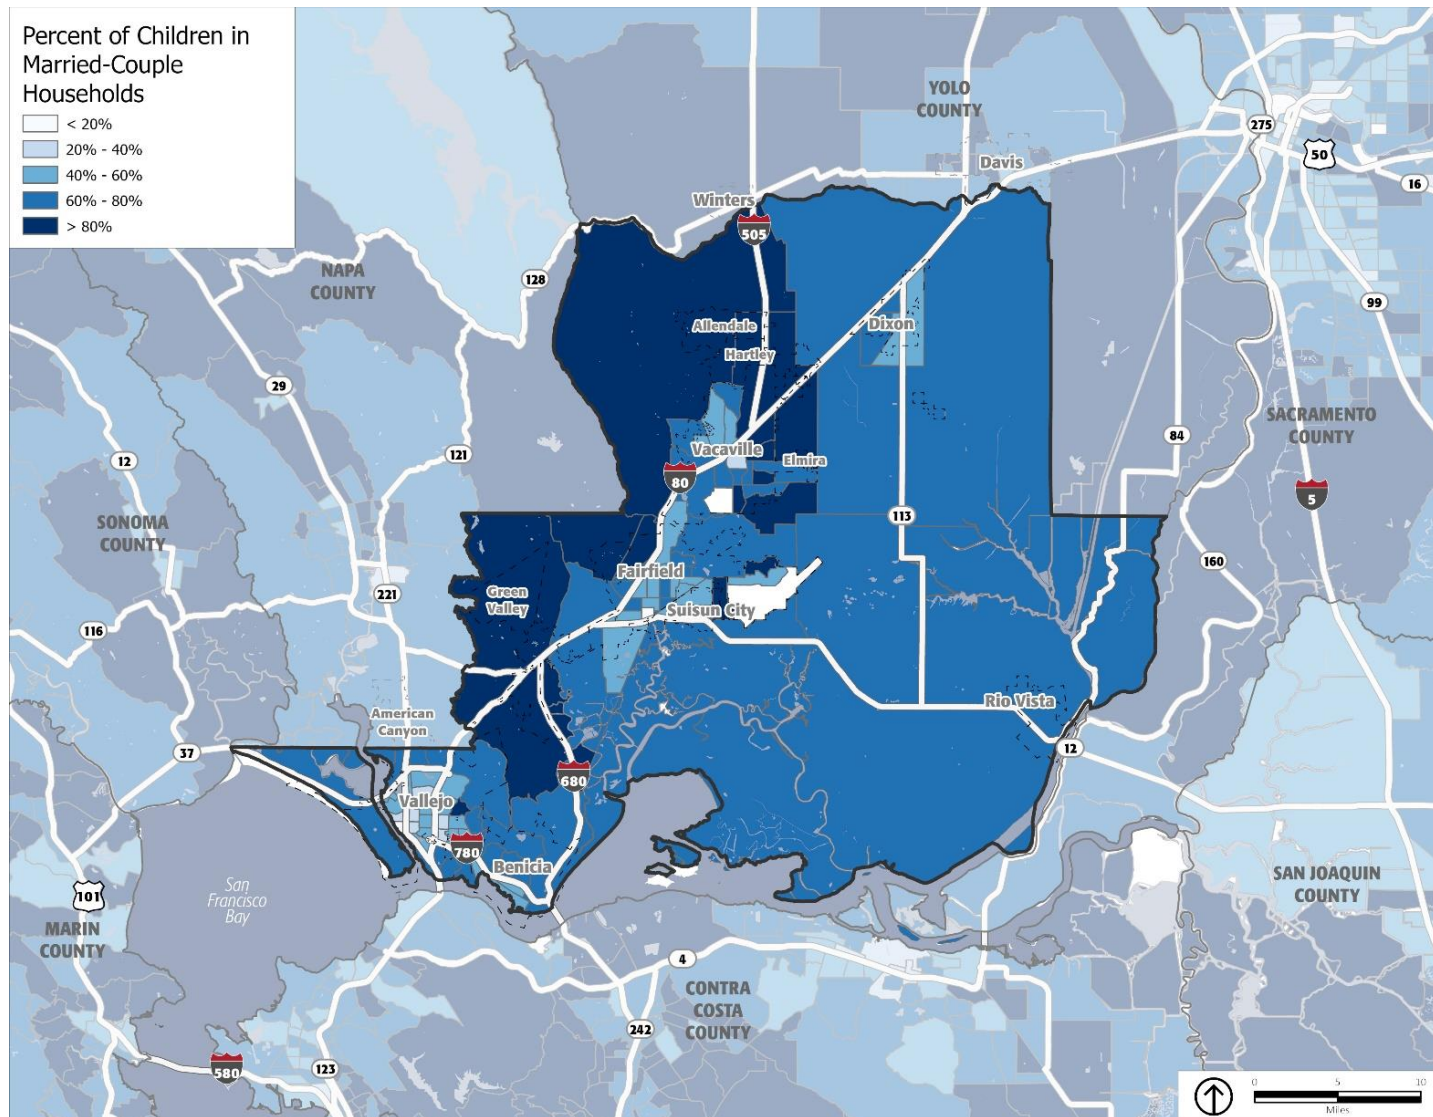 Percent of Children in
Married-Couple
Households
< 20%
20% - 40%
40% - 60%
60% - 80%
> 80%
YOLO
COUNTY
275
50
Davis
16
Winters
505
NAPA
COUNTY
128
99
Allendale
Dixon
Hartley
29
SACRAMENTO
COUNTY
84
12
121
Vacaville
Elmira
80
5
SONOMA
COUNTY
113
160
Fairfield
221
Green
Valley
Suisun City
116
Rio Vista
American
Canyon
37
12
680
Vallejo
780
Benicia
San
Francisco
Bay
101
MARIN
COUNTY
SAN JOAQUIN
COUNTY
4
CONTRA
COSTA
COUNTY
242
580
123
0 5 10
Miles